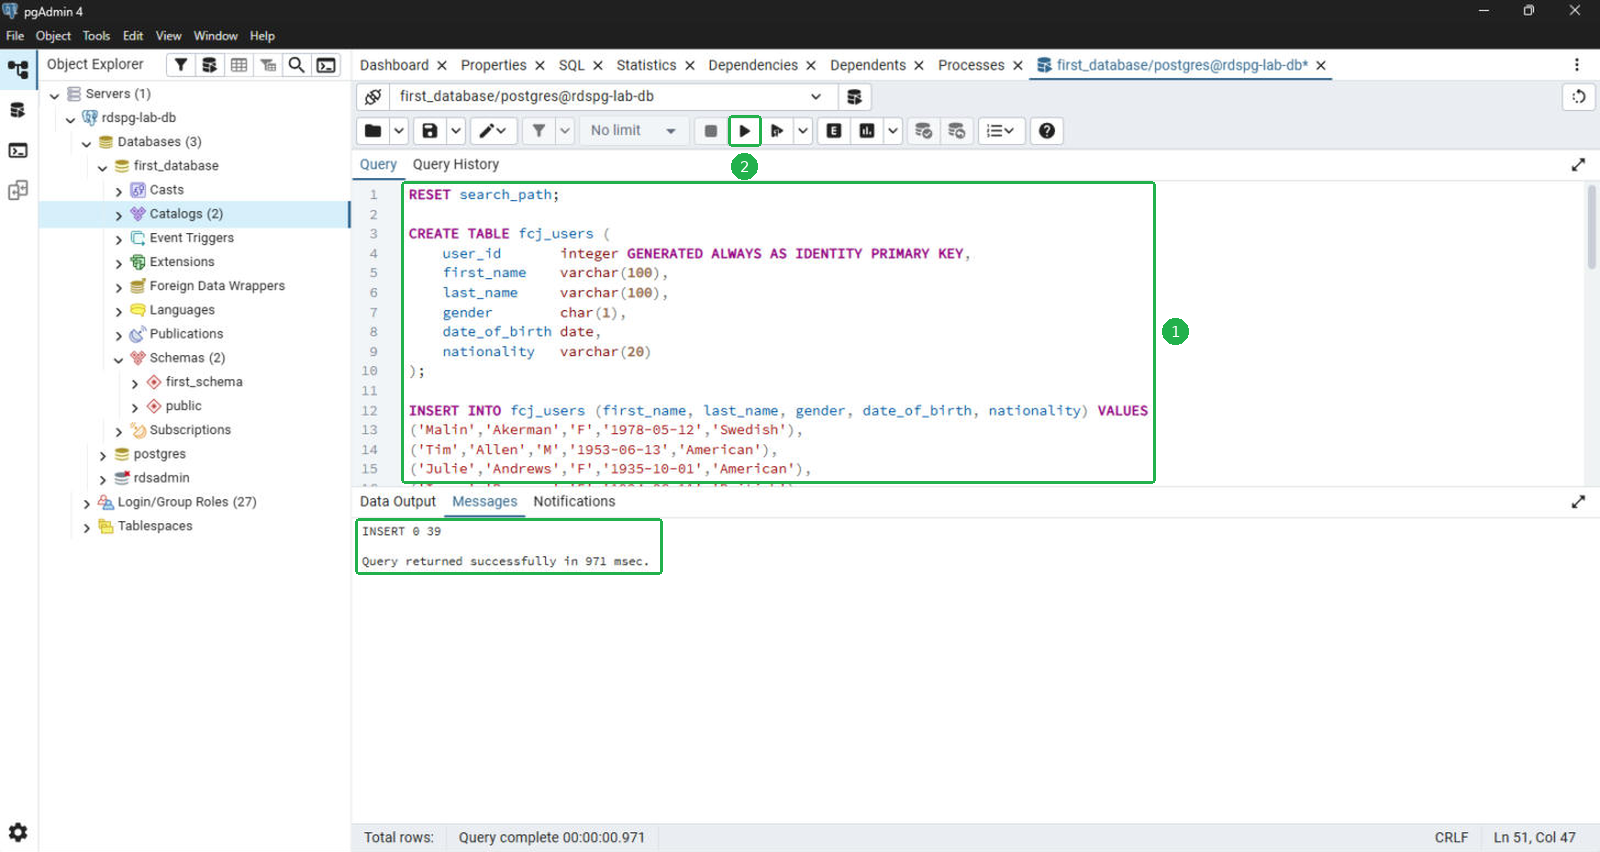 pgAdmin 4
File Object Tools Edit View Window Help
Object Explorer
Dashboard Properties SQL Statistics Dependencies Dependents Processes first_database/postgres@rdspg-lab-db*
Servers (1)
rdspg-lab-db
Databases (3)
first_database
Casts
Catalogs (2)
Event Triggers
Extensions
Foreign Data Wrappers
Languages
Publications
Schemas (2)
first_schema
public
Subscriptions
postgres
rdsadmin
Login/Group Roles (27)
Tablespaces
first_database/postgres@rdspg-lab-db
No limit
E
Query Query History
2
1 RESET search_path;
2
3 CREATE TABLE fcj_users (
4 user_id integer GENERATED ALWAYS AS IDENTITY PRIMARY KEY,
5 first_name varchar(100),
6 last_name varchar(100),
7 gender char(1),
8 date_of_birth date,
9 nationality varchar(20)
10 );
11
12 INSERT INTO fcj_users (first_name, last_name, gender, date_of_birth, nationality) VALUES
13 ('Malin','Akerman','F','1978-05-12','Swedish'),
14 ('Tim','Allen','M','1953-06-13','American'),
15 ('Julie','Andrews','F','1935-10-01','American'),
1
Data Output Messages Notifications
INSERT 0 39
Query returned successfully in 971 msec.
Total rows: Query complete 00:00:00.971 CRLF Ln 51, Col 47